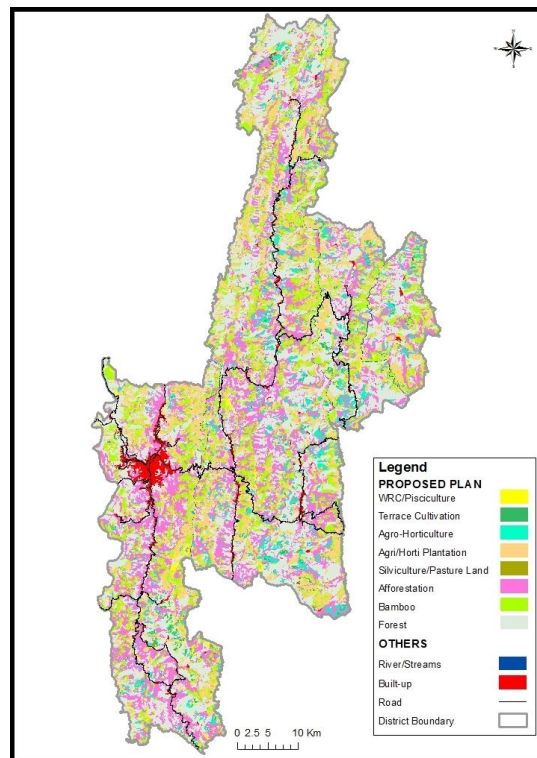 Legend
PROPOSED PLAN
WRC/Pisciculture
Terrace Cultivation
Agro-Horticulture
Agri/Horti Plantation
Silviculture/Pasture Land
Afforestation
Bamboo
Forest
OTHERS
River/Streams
Built-up
Road
District Boundary
0 2.5 5 10 Km